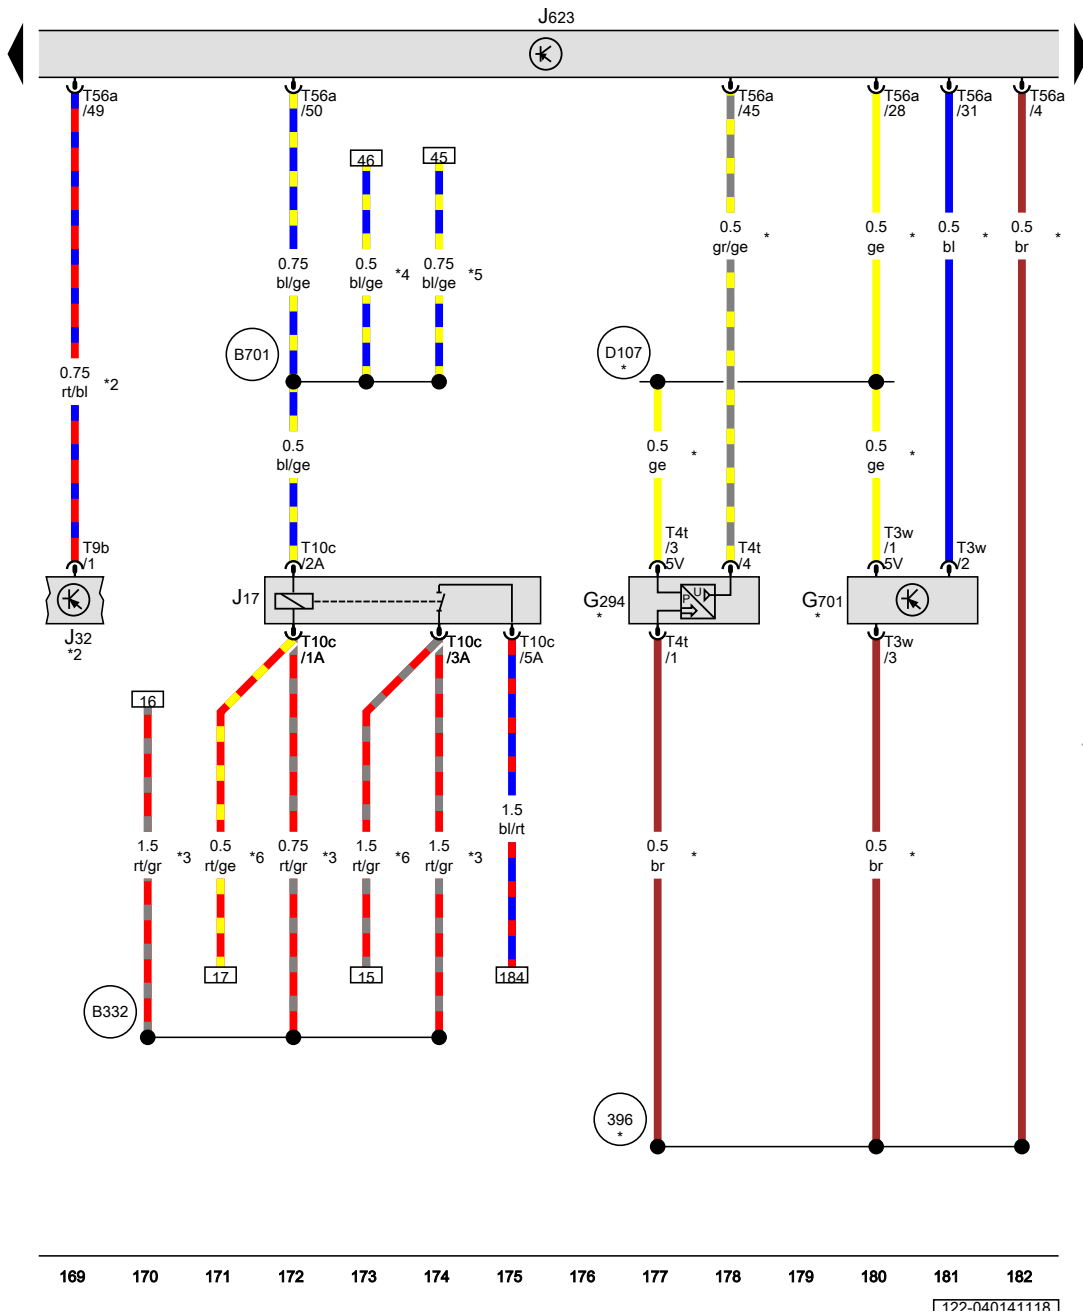 J623
T56a
/49
T56a
/50
T56a
/45
T56a
/28
T56a
/31
T56a
/4
46
45
0.5
gr/ge
*
0.5
ge
*
0.5
bl
*
0.5
br
*
0.75
bl/ge
0.5
bl/ge
*4
0.75
bl/ge
*5
B701
D107
*
0.75
rt/bl
*2
0.5
bl/ge
0.5
ge
*
0.5
ge
*
T9b
/1
T10c
/2A
T4t
/3
5V
T4t
/4
T3w
/1
5V
T3w
/2
J32
*2
J17
P
U
G294
*
G701
*
T10c
/1A
T10c
/3A
T10c
/5A
T4t
/1
T3w
/3
16
1.5
bl/rt
1.5
rt/gr
*3
0.5
rt/ge
*6
0.75
rt/gr
*3
1.5
rt/gr
*6
1.5
rt/gr
*3
0.5
br
*
0.5
br
*
17
15
184
B332
396
*
169 170 171 172 173 174 175 176 177 178 179 180 181 182
122-040141118